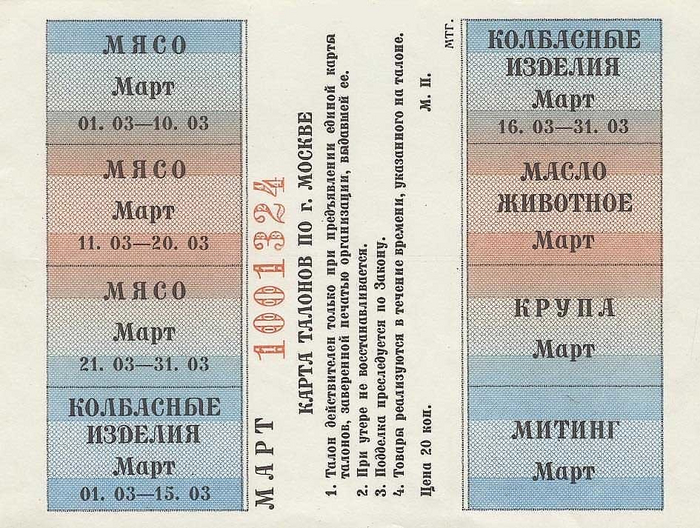 МЯСО
Март
01. 03—10. 03
МЯСО
Март
11. 03—20. 03
МЯСО
Март
21. 03—31. 03
КОЛБАСНЫЕ
ИЗДЕЛИЯ
Март
01. 03—15. 03
МАРТ 1001324
КАРТА ТАЛОНОВ ПО г. МОСКВЕ
1. Талон действителен только при предъявлении единой карты
талонов, заверенной печатью организации, выдавшей ее.
2. При утере не восстанавливается.
3. Подделка преследуется по Закону.
4. Товары реализуются в течение времени, указанного на талоне.
Цена 20 коп. М. П.
МТГ.
КОЛБАСНЫЕ
ИЗДЕЛИЯ
Март
16. 03—31. 03
МАСЛО
ЖИВОТНОЕ
Март
КРУПА
Март
МИТИНГ
Март